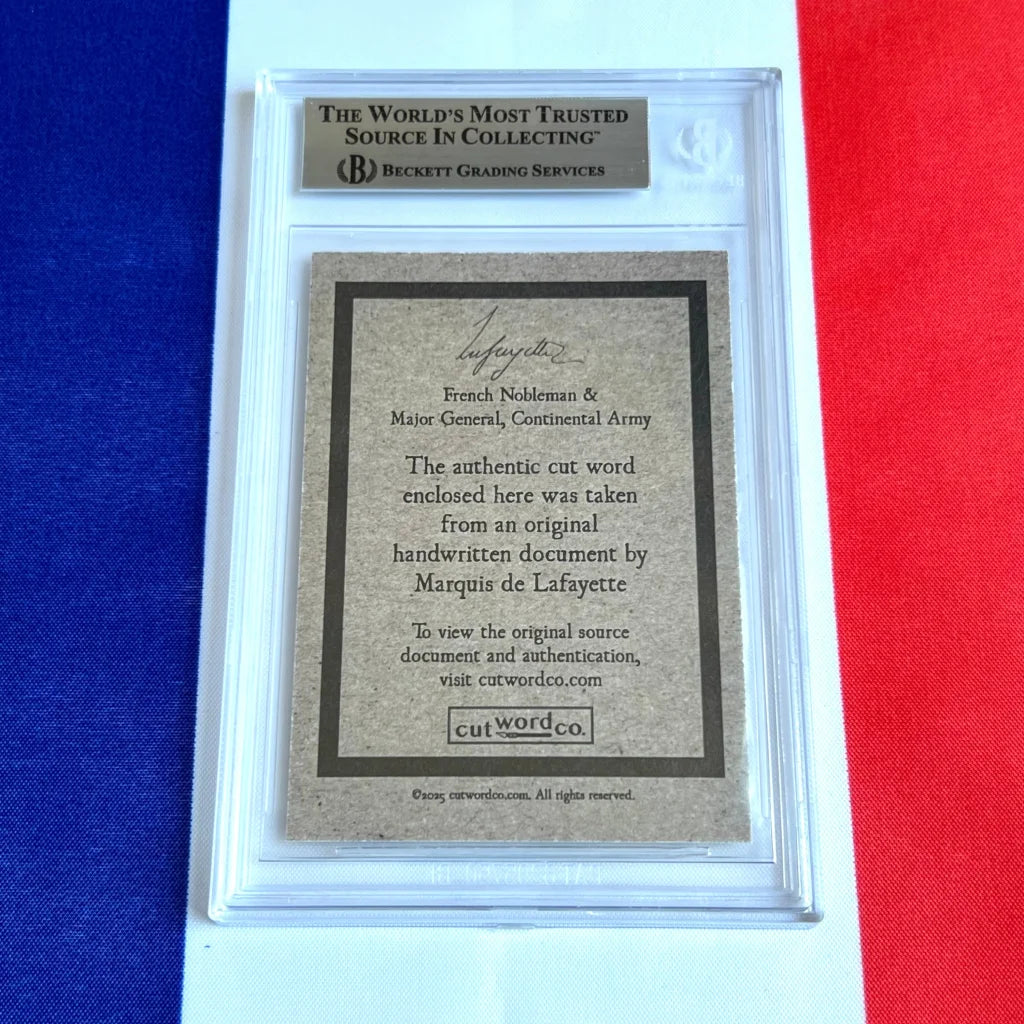 THE WORLD'S MOST TRUSTED
SOURCE IN COLLECTING™
B BECKETT GRADING SERVICES
Lafayette
French Nobleman &
Major General, Continental Army
The authentic cut word
enclosed here was taken
from an original
handwritten document by
Marquis de Lafayette
To view the original source
document and authentication,
visit cutwordco.com
cut word co.
©2025 cutwordco.com. All rights reserved.